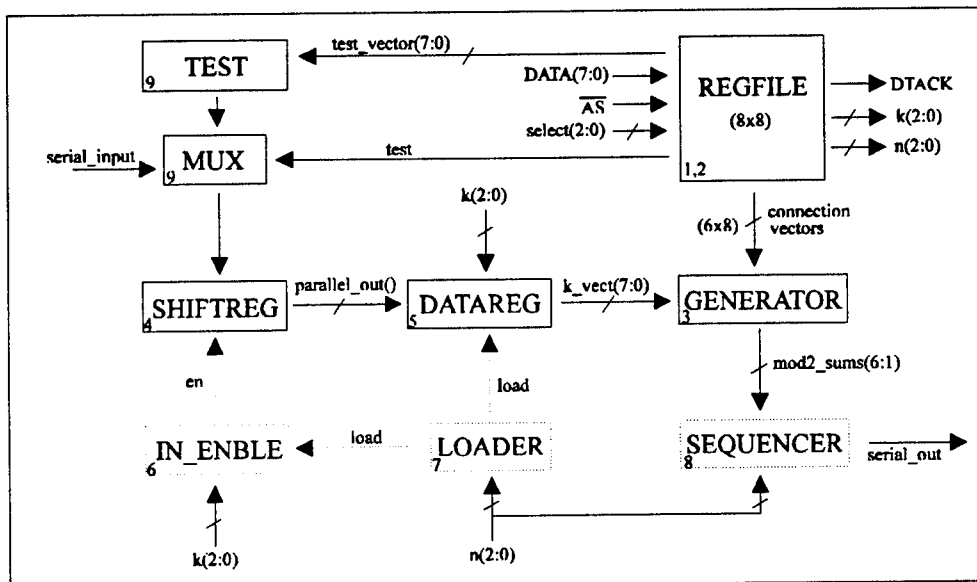 TEST
9
test_vector(7:0)
DATA(7:0)
AS
select(2:0)
REGFILE
(8x8)
1,2
DTACK
k(2:0)
n(2:0)
serial_input
MUX
9
test
k(2:0)
(6x8)
connection
vectors
SHIFTREG
4
parallel_out()
DATAREG
5
k_vect(7:0)
GENERATOR
3
en
load
mod2_sums(6:1)
IN_ENBLE
6
load
LOADER
7
SEQUENCER
8
serial_out
k(2:0)
n(2:0)